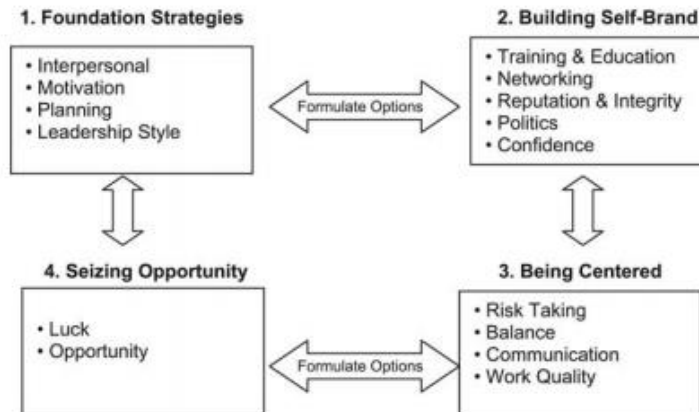 1. Foundation Strategies
• Interpersonal
• Motivation
• Planning
• Leadership Style
Formulate Options
2. Building Self-Brand
• Training & Education
• Networking
• Reputation & Integrity
• Politics
• Confidence
4. Seizing Opportunity
• Luck
• Opportunity
Formulate Options
3. Being Centered
• Risk Taking
• Balance
• Communication
• Work Quality